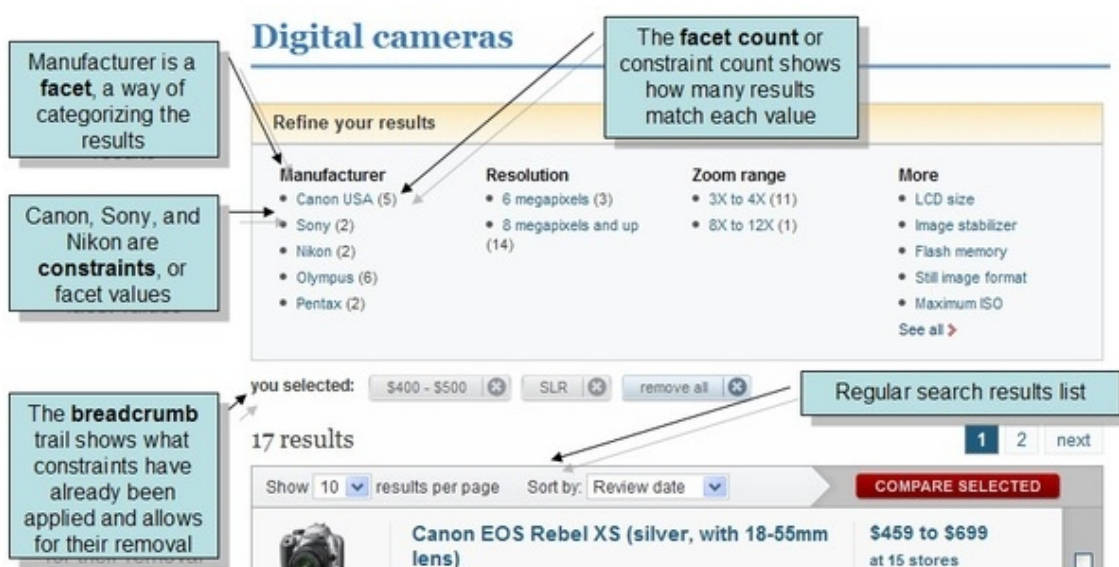 Digital cameras
Manufacturer is a
facet, a way of
categorizing the
results
The facet count or
constraint count shows
how many results
match each value
Refine your results
Manufacturer
Canon USA (5)
Sony (2)
Nikon (2)
Olympus (6)
Pentax (2)
Resolution
6 megapixels (3)
8 megapixels and up
(14)
Zoom range
3X to 4X (11)
8X to 12X (1)
More
LCD size
Image stabilizer
Flash memory
Still image format
Maximum ISO
See all
Canon, Sony, and
Nikon are
constraints, or
facet values
you selected: $400 - $500 SLR remove all
Regular search results list
The breadcrumb
trail shows what
constraints have
already been
applied and allows
for their removal
17 results
1 2 next
Show 10 results per page Sort by: Review date COMPARE SELECTED
Canon EOS Rebel XS (silver, with 18-55mm
lens)
$459 to $699
at 15 stores